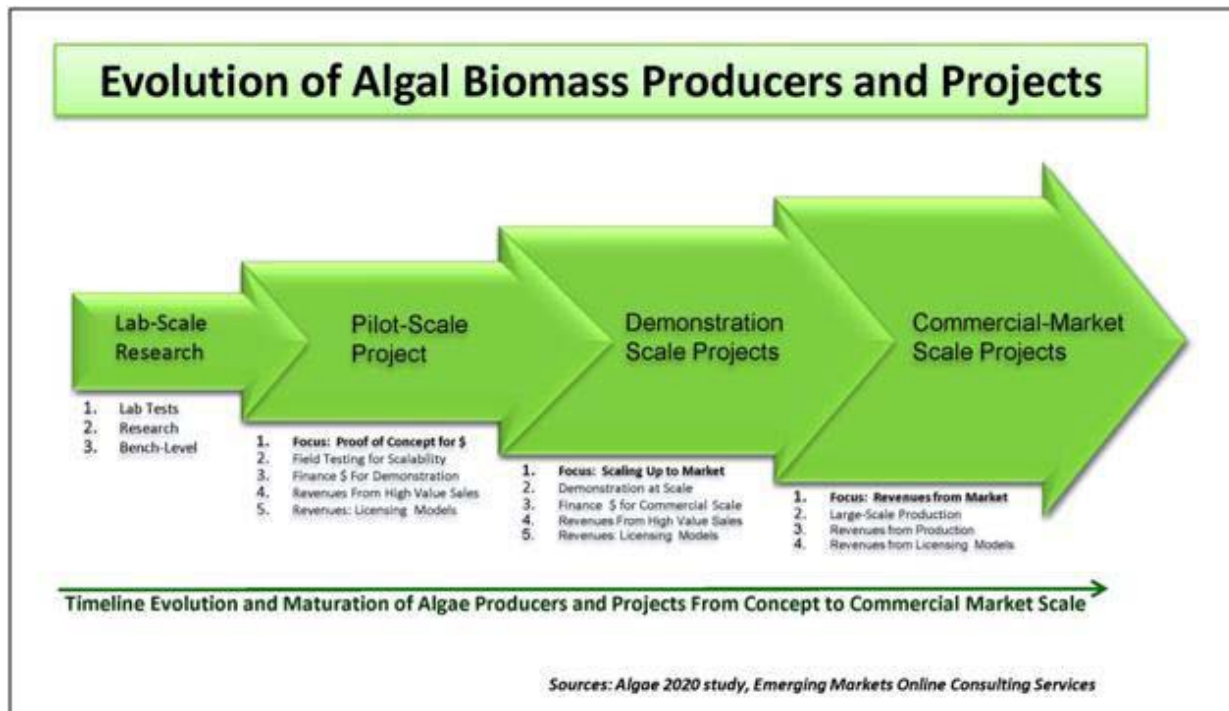 Evolution of Algal Biomass Producers and Projects
Lab-Scale
Research
1. Lab Tests
2. Research
3. Bench-Level
Pilot-Scale
Project
1. Focus: Proof of Concept for $
2. Field Testing for Scalability
3. Finance $ For Demonstration
4. Revenues From High Value Sales
5. Revenues: Licensing Models
Demonstration
Scale Projects
1. Focus: Scaling Up to Market
2. Demonstration at Scale
3. Finance $ for Commercial Scale
4. Revenues From High Value Sales
5. Revenues: Licensing Models
Commercial-Market
Scale Projects
1. Focus: Revenues from Market
2. Large-Scale Production
3. Revenues from Production
4. Revenues from Licensing Models
Timeline Evolution and Maturation of Algae Producers and Projects From Concept to Commercial Market Scale
Sources: Algae 2020 study, Emerging Markets Online Consulting Services